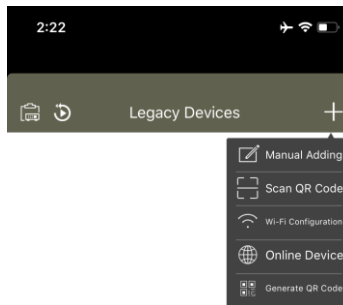 2:22
Legacy Devices
Manual Adding
Scan QR Code
Wi-Fi Configuration
Online Device
Generate QR Code